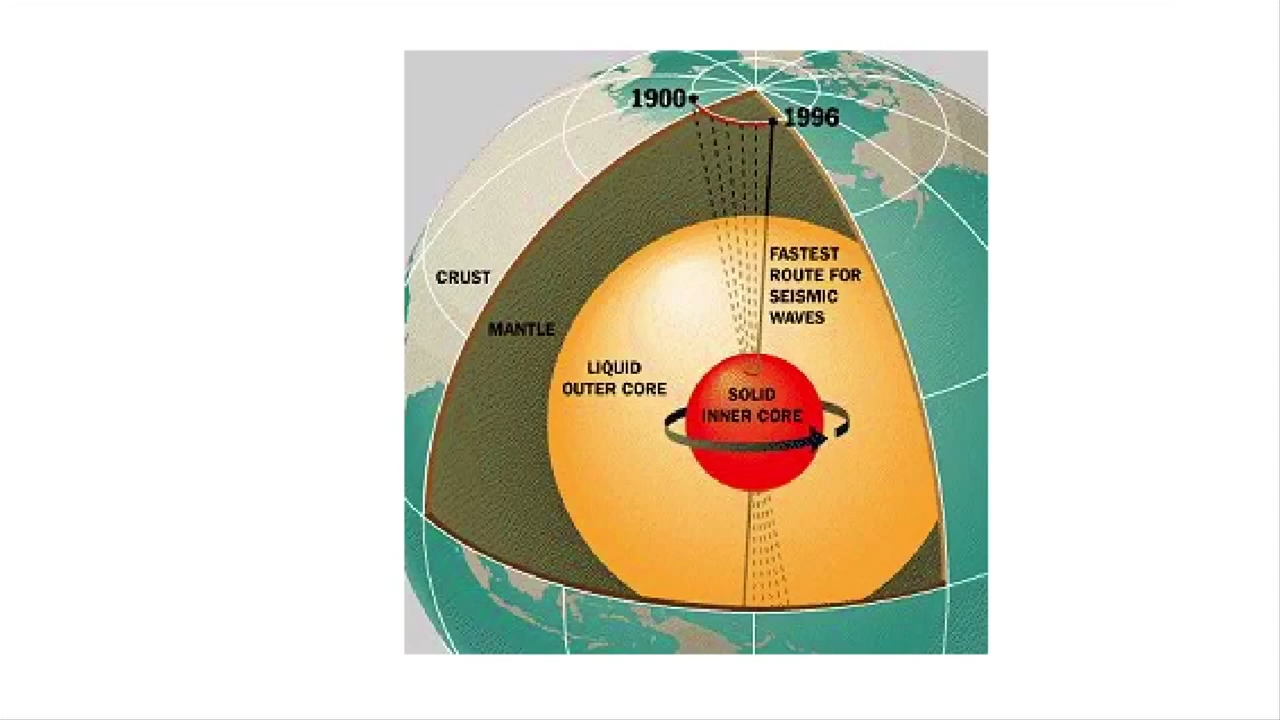 1900
1996
FASTEST
ROUTE FOR
SEISMIC
WAVES
CRUST
MANTLE
LIQUID
OUTER CORE
SOLID
INNER CORE